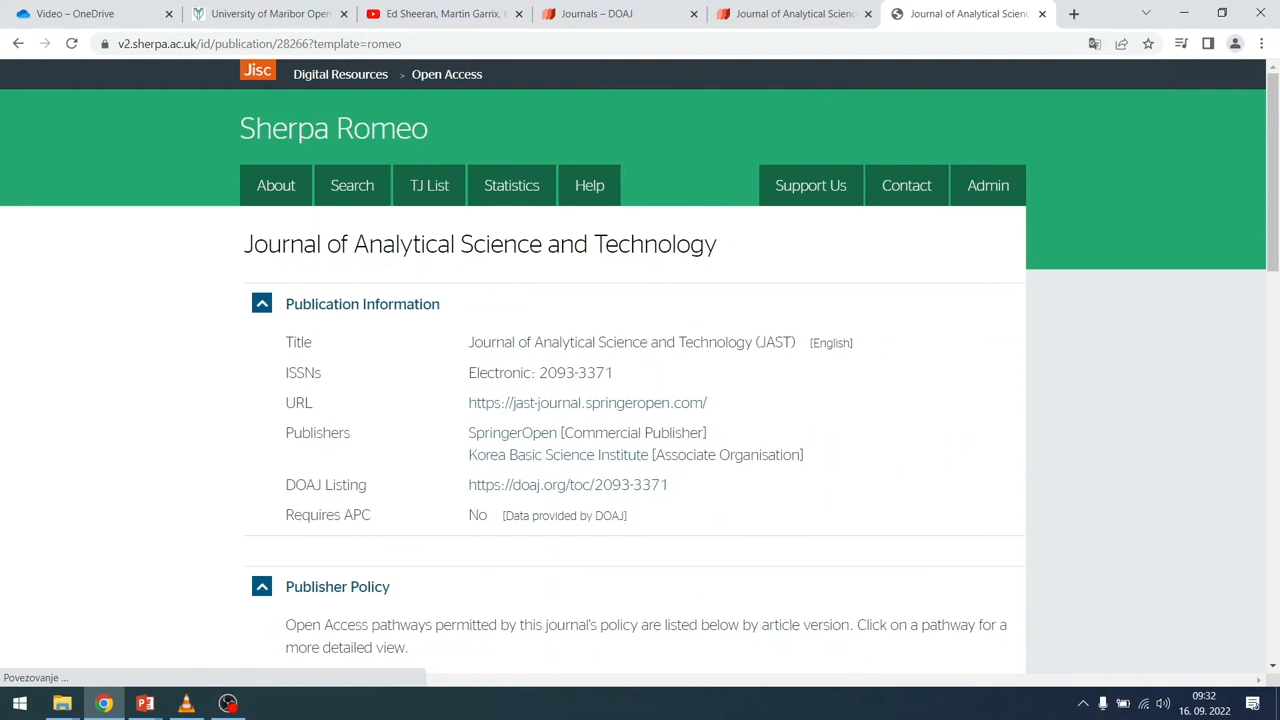 Video – OneDrive
University of Maribor Open
Ed Sheeran, Martin Garrix, K
Journals – DOAJ
Journal of Analytical Science
Journal of Analytical Scienc
v2.sherpa.ac.uk/id/publication/28266?template=romeo
Jisc
Digital Resources > Open Access
Sherpa Romeo
About
Search
TJ List
Statistics
Help
Support Us
Contact
Admin
Journal of Analytical Science and Technology
Publication Information
Title Journal of Analytical Science and Technology (JAST) [English]
ISSNs Electronic: 2093-3371
URL https://jast-journal.springeropen.com/
Publishers SpringerOpen [Commercial Publisher]
Korea Basic Science Institute [Associate Organisation]
DOAJ Listing https://doaj.org/toc/2093-3371
Requires APC No [Data provided by DOAJ]
Publisher Policy
Open Access pathways permitted by this journal's policy are listed below by article version. Click on a pathway for a
more detailed view.
Povezovanje ...
09:32
16. 09. 2022